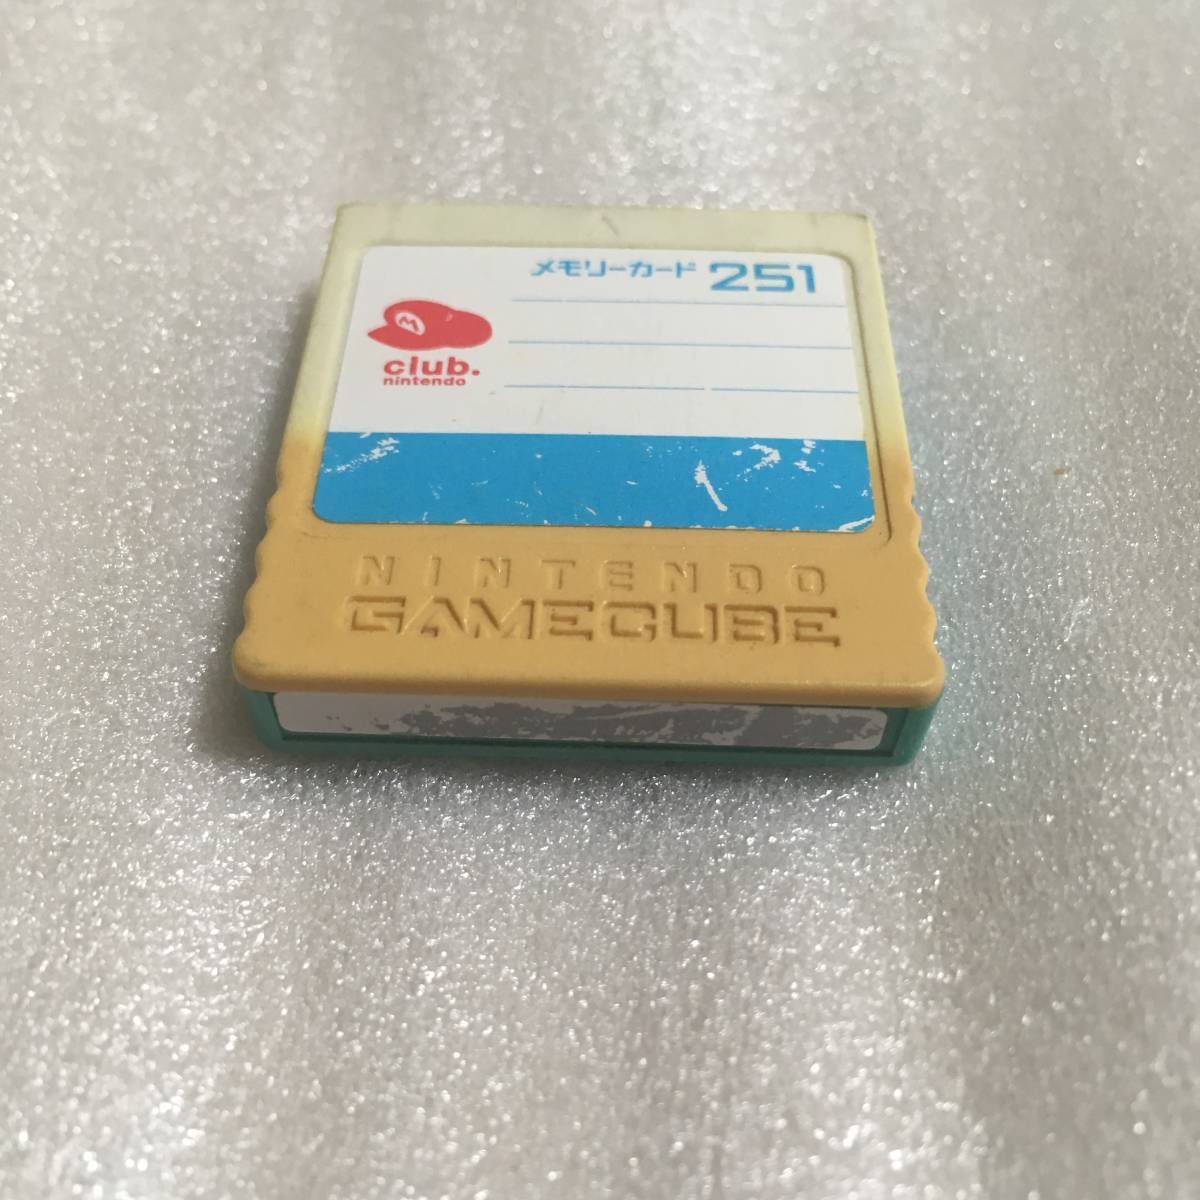 メモリーカード 251
M
club.
nintendo
NINTENDO
GAMECUBE